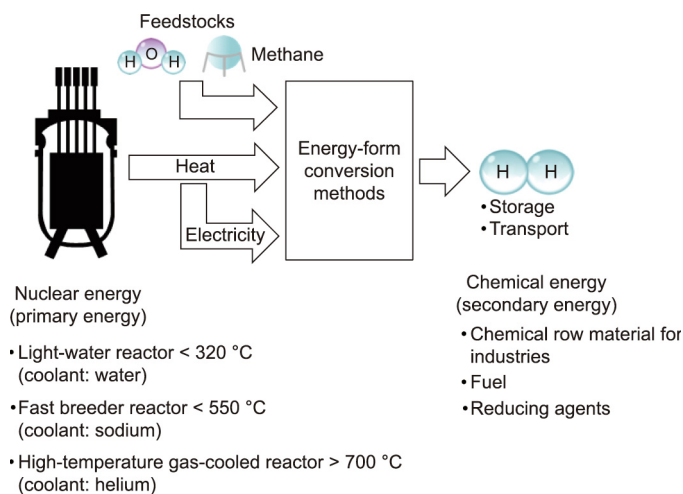 Feedstocks
H O H
Methane
Heat
Electricity
Energy-form
conversion
methods
H H
• Storage
• Transport
Nuclear energy
(primary energy)
• Light-water reactor < 320 °C
(coolant: water)
• Fast breeder reactor < 550 °C
(coolant: sodium)
• High-temperature gas-cooled reactor > 700 °C
(coolant: helium)
Chemical energy
(secondary energy)
• Chemical row material for
industries
• Fuel
• Reducing agents